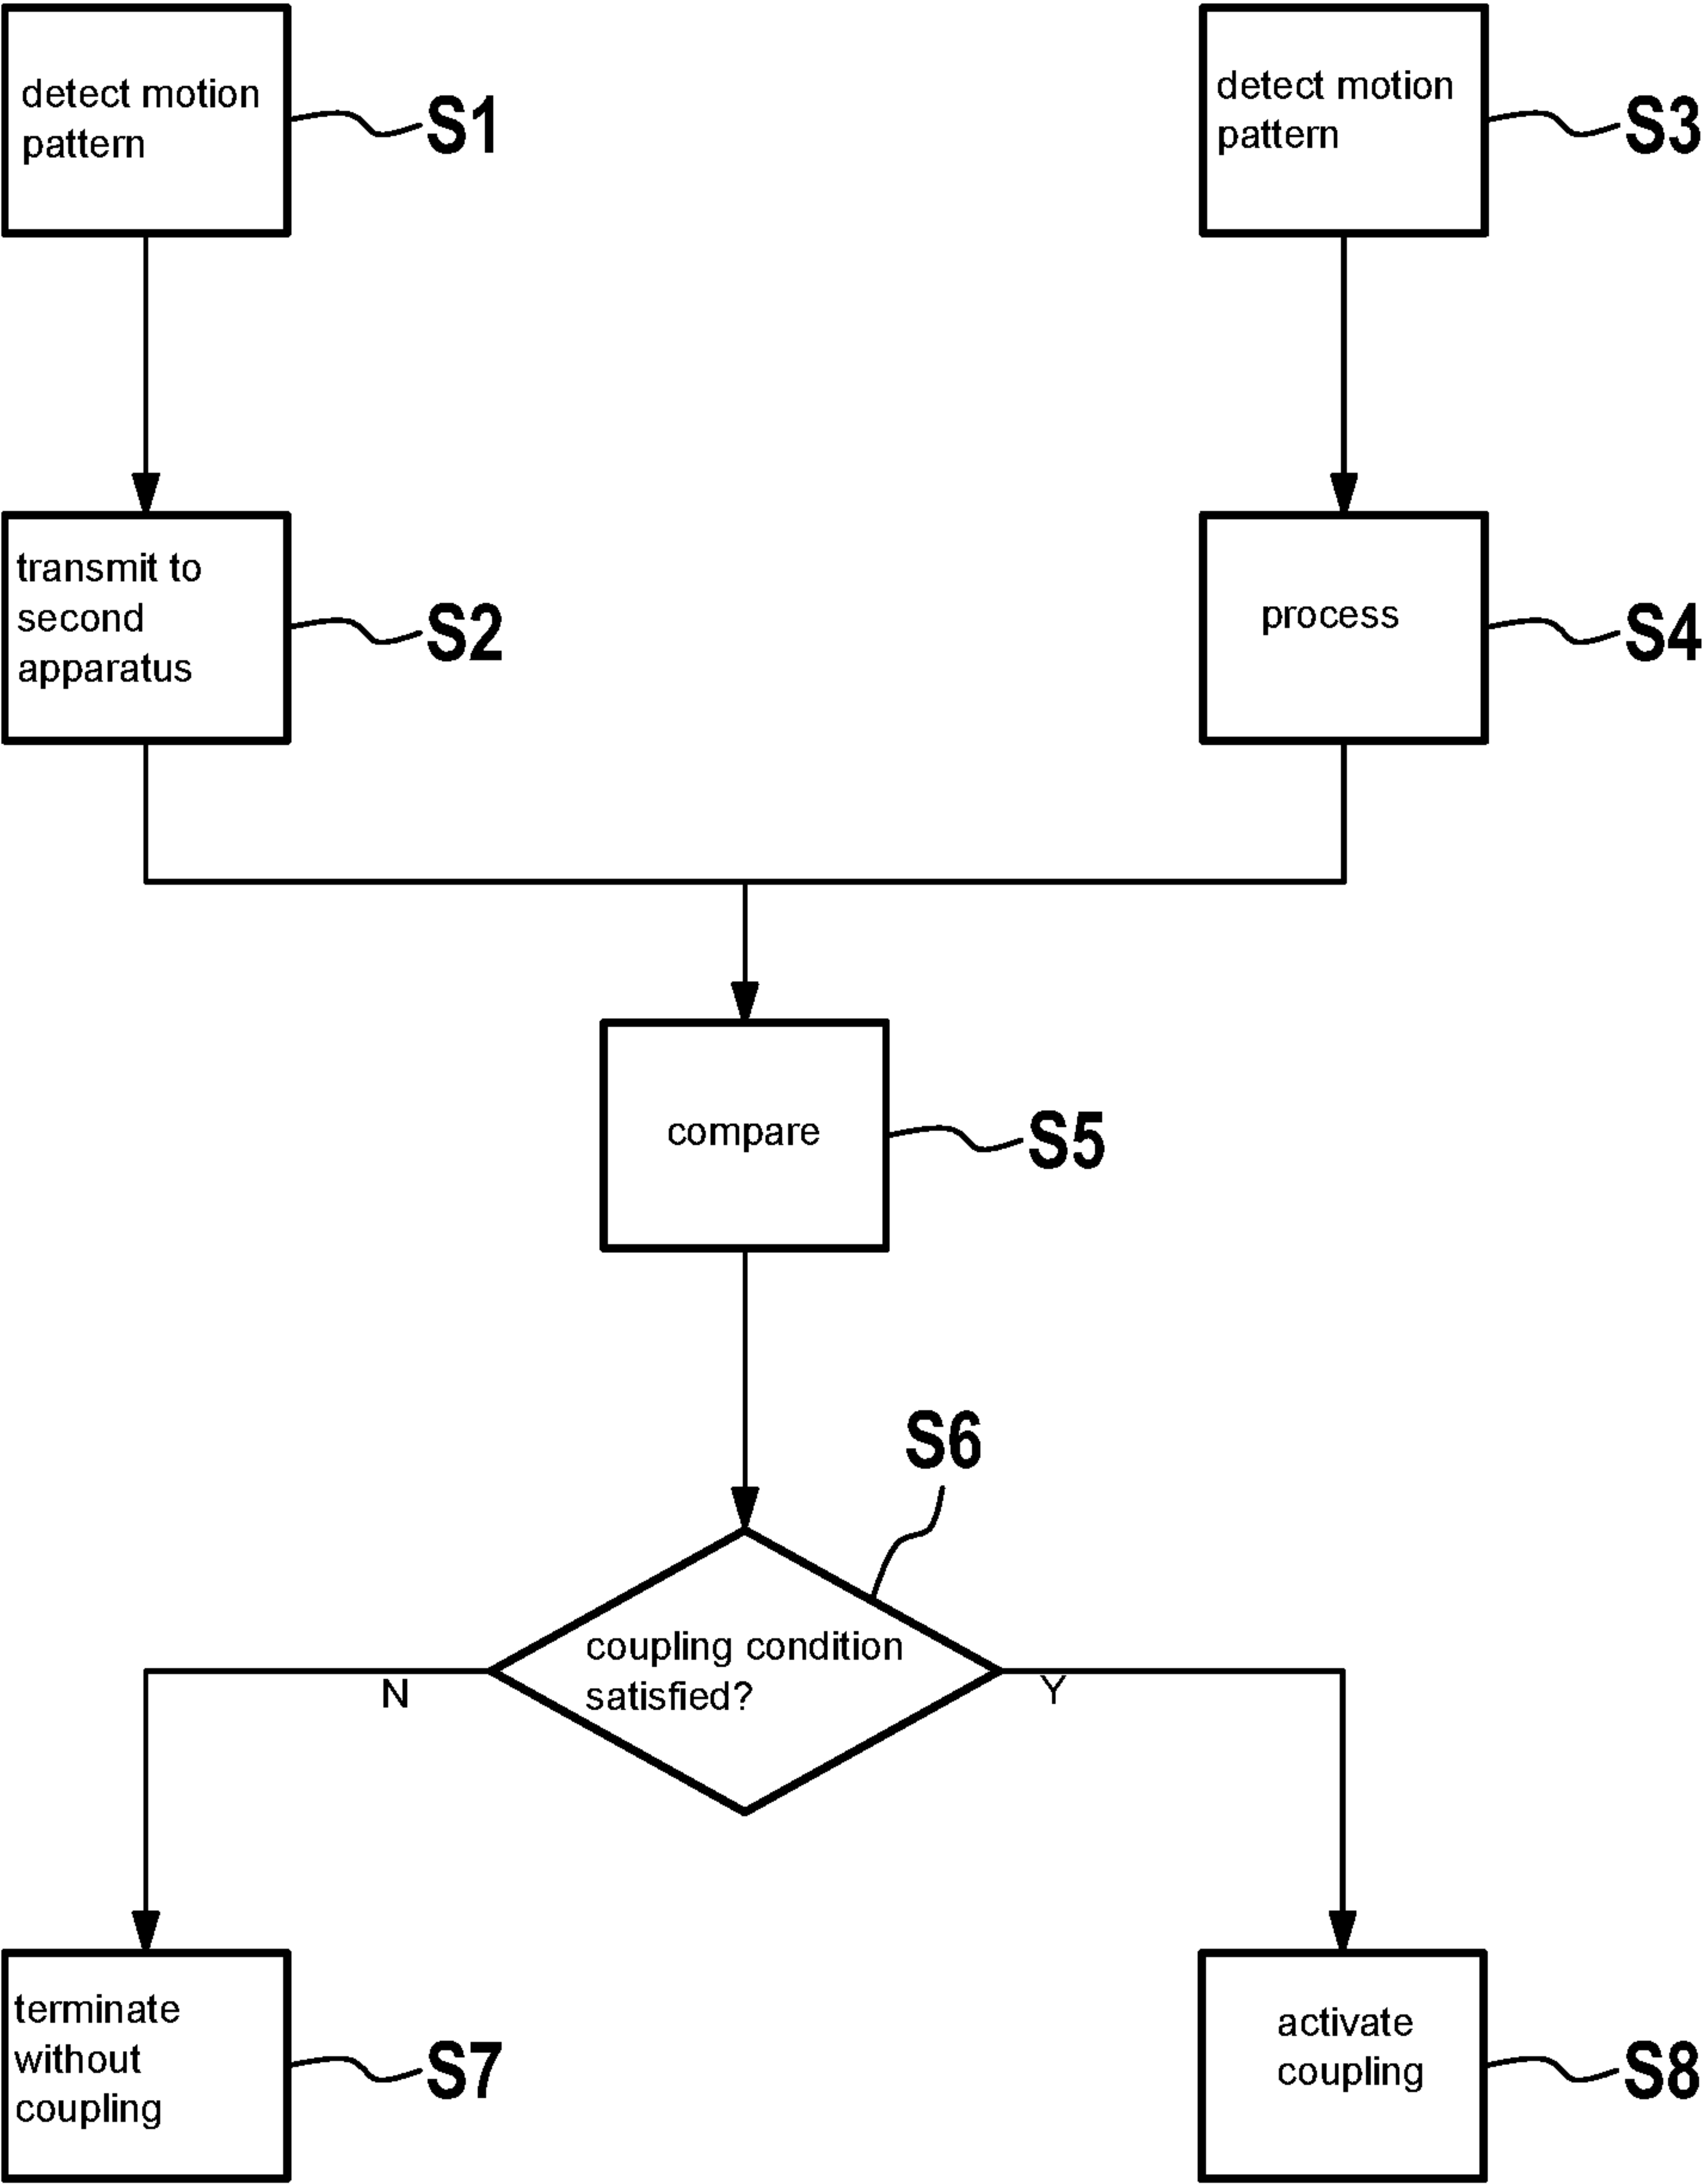 detect motion
pattern
S1
detect motion
pattern
S3
transmit to
second
apparatus
S2
process
S4
compare
S5
S6
coupling condition
satisfied?
N
Y
terminate
without
coupling
S7
activate
coupling
S8